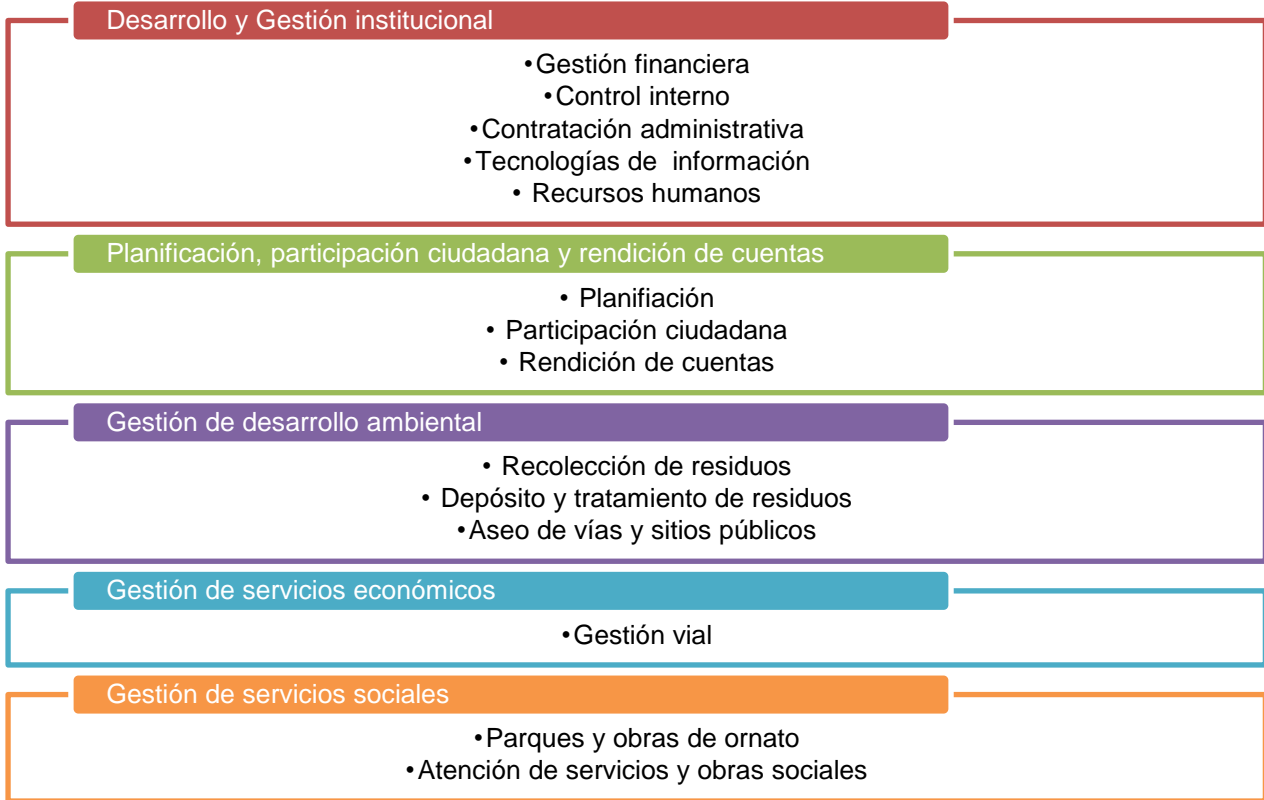 Desarrollo y Gestión institucional
•Gestión financiera
•Control interno
•Contratación administrativa
•Tecnologías de información
• Recursos humanos
Planificación, participación ciudadana y rendición de cuentas
• Planifiación
• Participación ciudadana
• Rendición de cuentas
Gestión de desarrollo ambiental
• Recolección de residuos
• Depósito y tratamiento de residuos
•Aseo de vías y sitios públicos
Gestión de servicios económicos
•Gestión vial
Gestión de servicios sociales
•Parques y obras de ornato
•Atención de servicios y obras sociales